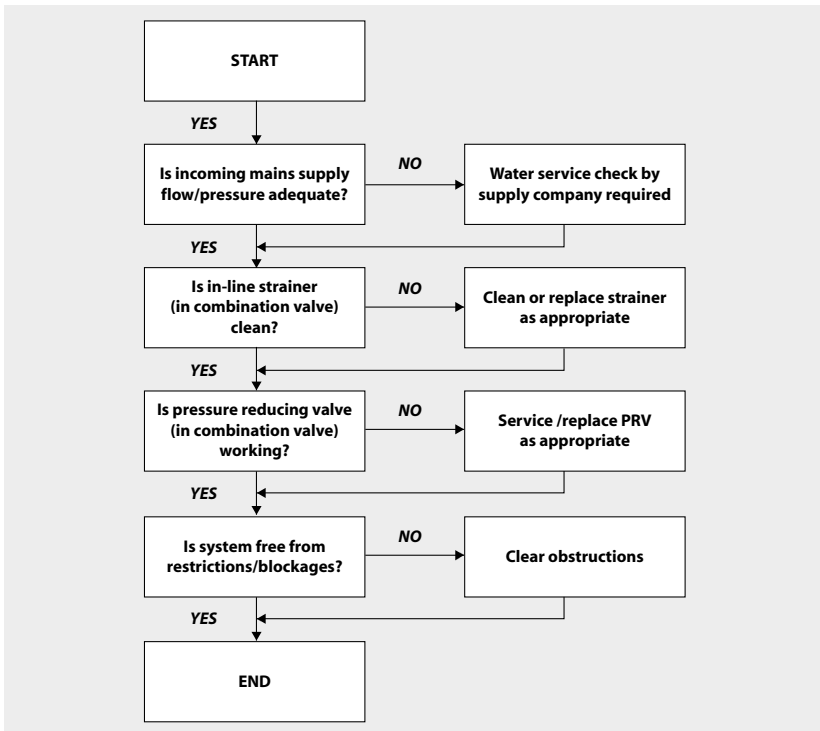 START
YES
Is incoming mains supply
flow/pressure adequate?
NO
Water service check by
supply company required
YES
Is in-line strainer
(in combination valve)
clean?
NO
Clean or replace strainer
as appropriate
YES
Is pressure reducing valve
(in combination valve)
working?
NO
Service /replace PRV
as appropriate
YES
Is system free from
restrictions/blockages?
NO
Clear obstructions
YES
END